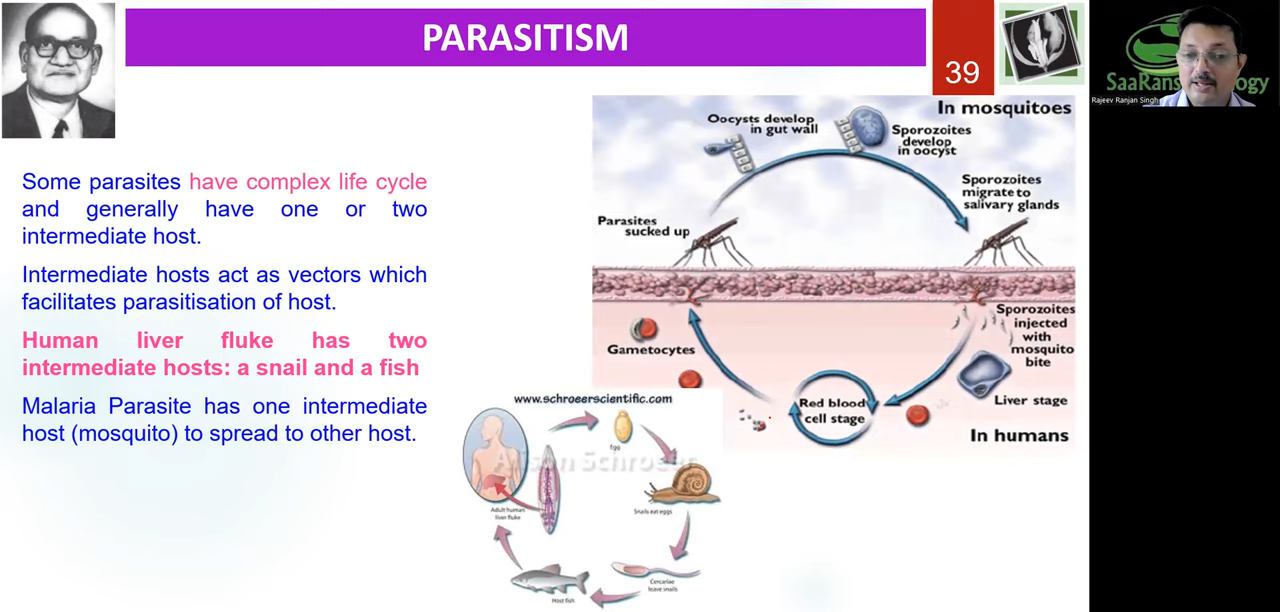 PARASITISM
39
SaaRans
ogy
Rajeev Ranjan Singh
Some parasites have complex life cycle
and generally have one or two
intermediate host.
Intermediate hosts act as vectors which
facilitates parasitisation of host.
Human liver fluke has two
intermediate hosts: a snail and a fish
Malaria Parasite has one intermediate
host (mosquito) to spread to other host.
In mosquitoes
Oocysts develop
in gut wall
Sporozoites
develop
in oocyst
Sporozoites
migrate to
salivary glands
Parasites
sucked up
Sporozoites
injected
with
mosquito
bite
Gametocytes
Liver stage
Red blood
cell stage
In humans
www.schroeerscientific.com
Egg
Alison Schroeer
Snails eat eggs
Adult human
liver fluke
Cercariae
leave snails
Host fish